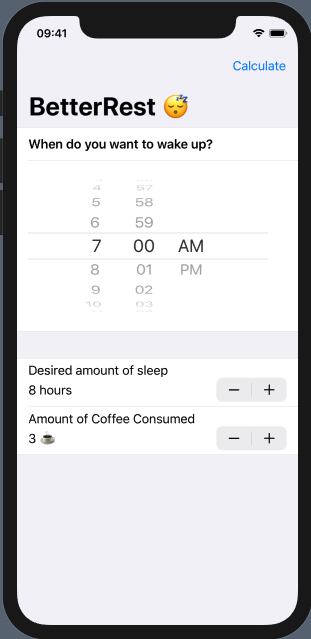 09:41
Calculate
BetterRest 😴
When do you want to wake up?
4 57
5 58
6 59
7 00 AM
8 01 PM
9 02
10 03
Desired amount of sleep
8 hours − +
Amount of Coffee Consumed
3 ☕️ − +